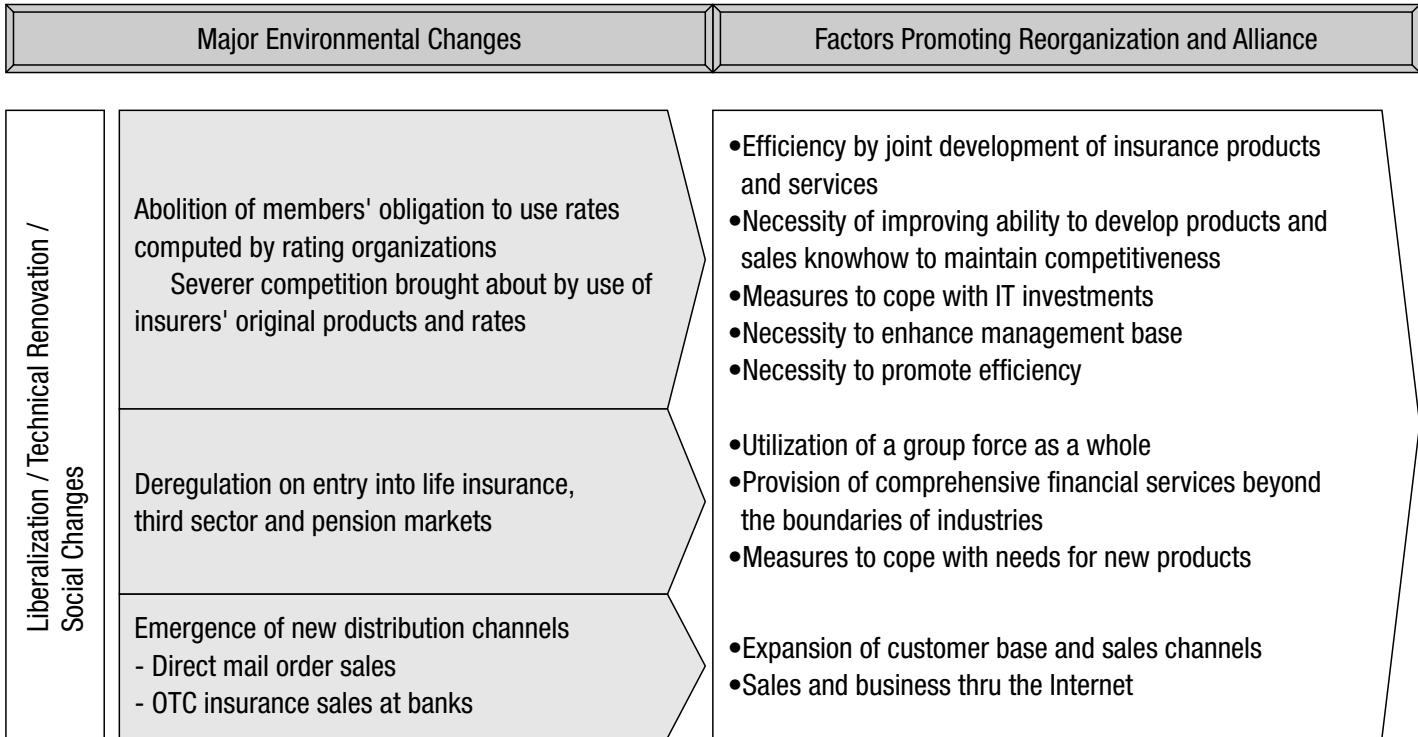 Major Environmental Changes
Factors Promoting Reorganization and Alliance
Liberalization / Technical Renovation /
Social Changes
Abolition of members' obligation to use rates
computed by rating organizations
Severer competition brought about by use of
insurers' original products and rates
Deregulation on entry into life insurance,
third sector and pension markets
Emergence of new distribution channels
- Direct mail order sales
- OTC insurance sales at banks
•Efficiency by joint development of insurance products
and services
•Necessity of improving ability to develop products and
sales knowhow to maintain competitiveness
•Measures to cope with IT investments
•Necessity to enhance management base
•Necessity to promote efficiency
•Utilization of a group force as a whole
•Provision of comprehensive financial services beyond
the boundaries of industries
•Measures to cope with needs for new products
•Expansion of customer base and sales channels
•Sales and business thru the Internet